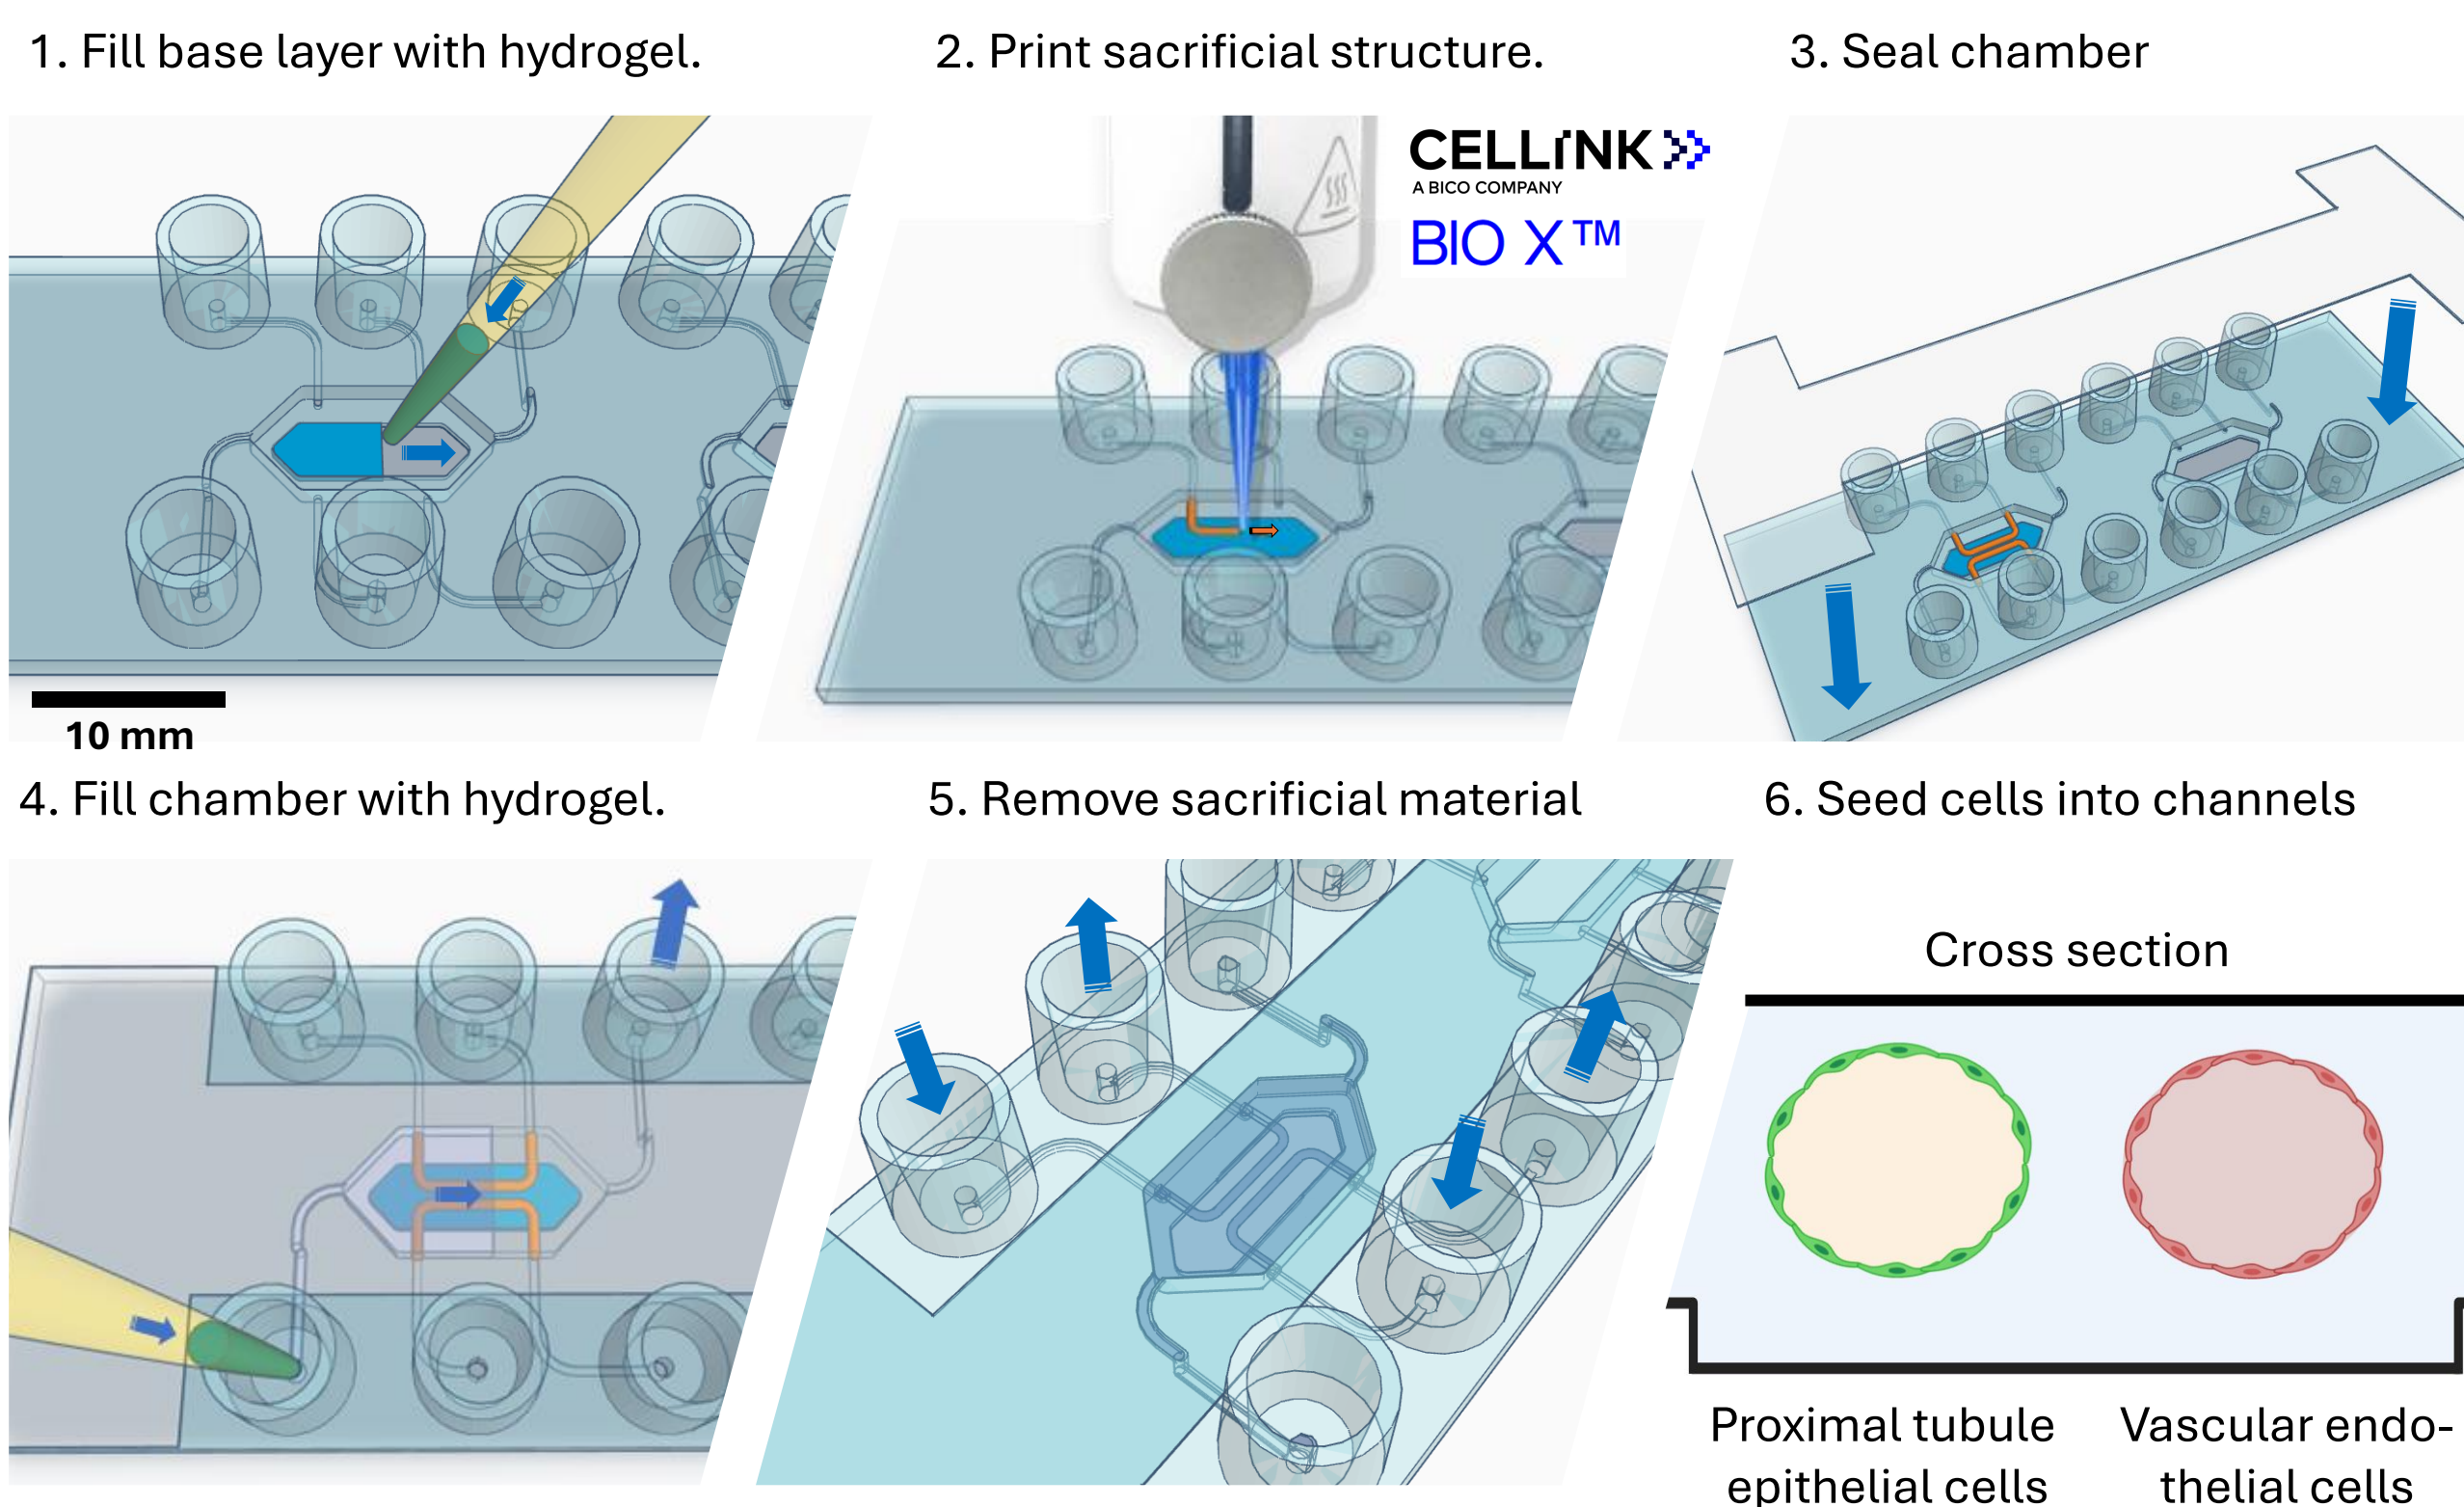 1. Fill base layer with hydrogel.
2. Print sacrificial structure.
3. Seal chamber
CELLINK
A BICO COMPANY
BIO X™
10 mm
4. Fill chamber with hydrogel.
5. Remove sacrificial material
6. Seed cells into channels
Cross section
Proximal tubule
epithelial cells
Vascular endo-
thelial cells